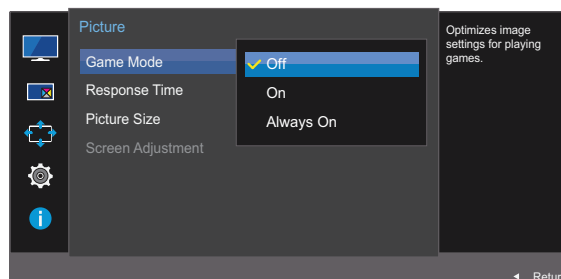 Picture
Game Mode
Off
Response Time
On
Picture Size
Always On
Screen Adjustment
Optimizes image
settings for playing
games.